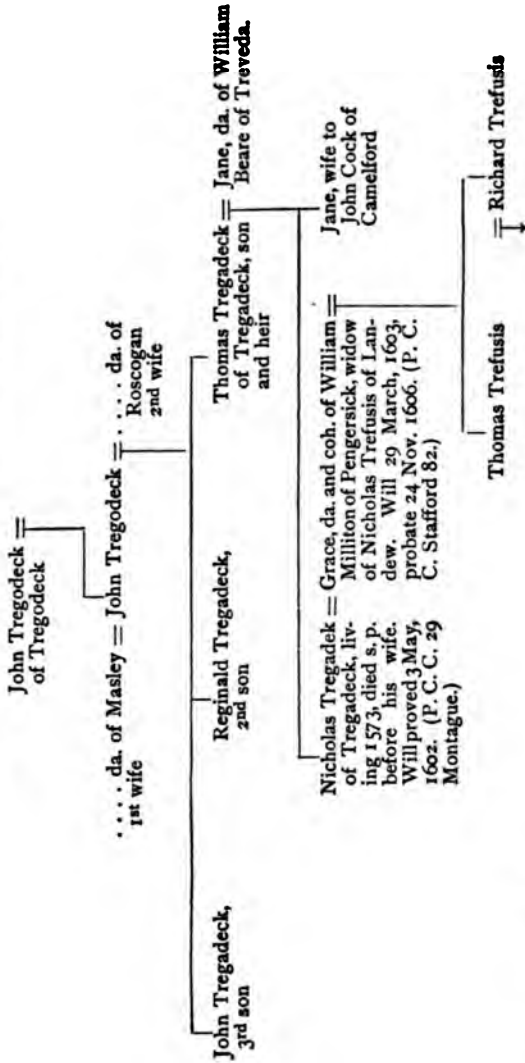 John Tregodeck =
of Tregodeck
.... da. of Masley = John Tregodeck = ..... da. of
1st wife
Roscogan
2nd wife
John Tregadeck,
3rd son
Reginald Tregadeck,
2nd son
Thomas Tregadeck = Jane, da. of William
of Tregadeck, son
and heir
Beare of Treveda.
Nicholas Tregadek =
of Tregadeck, liv-
ing 1573, died s. p.
before his wife.
Will proved 3 May,
1602. (P. C. C. 29
Montague.)
Grace, da. and coh. of William =
Milliton of Pengersick, widow
of Nicholas Trefusis of Lan-
dew. Will 29 March, 1603,
probate 24 Nov. 1606. (P. C.
C. Stafford 82.)
Jane, wife to
John Cock of
Camelford
Thomas Trefusis
= Richard Trefusis